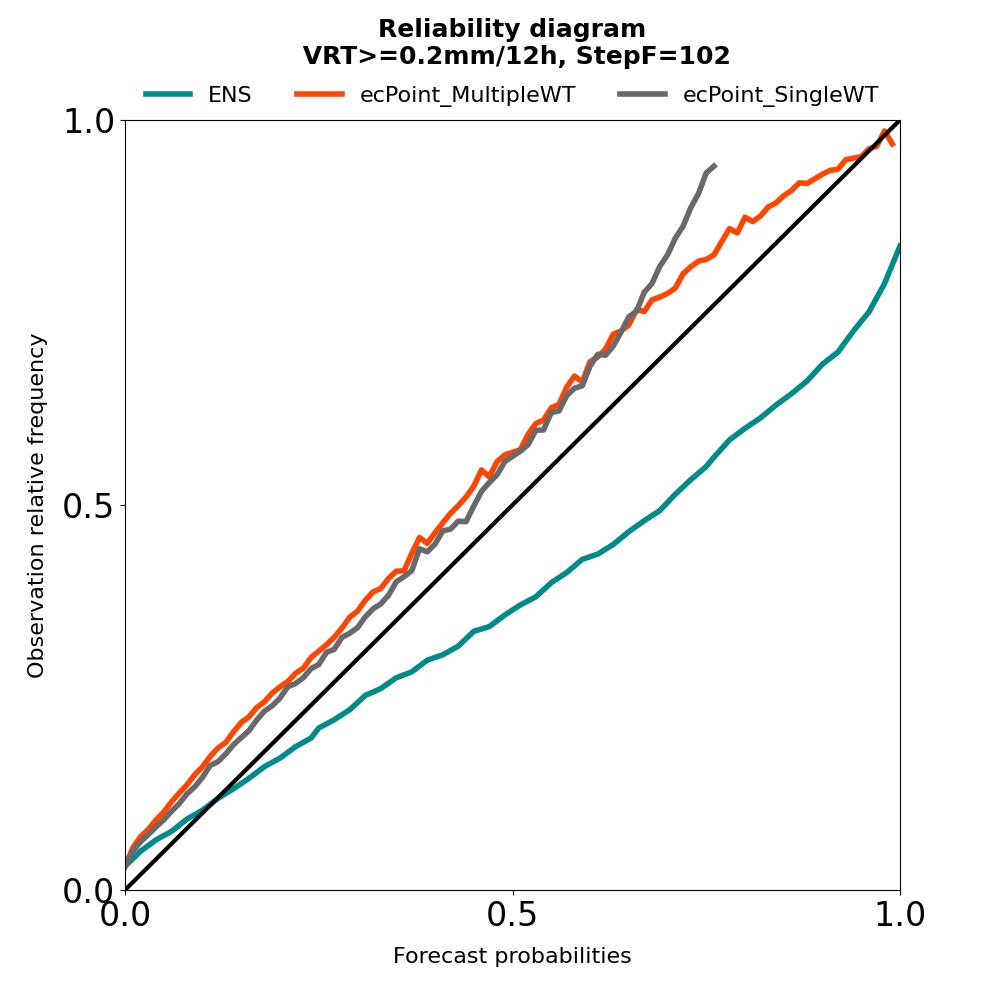 Reliability diagram
VRT>=0.2mm/12h, StepF=102
ENS ecPoint_MultipleWT ecPoint_SingleWT
1.0
0.5
0.0
Observation relative frequency
0.0 0.5 1.0
Forecast probabilities